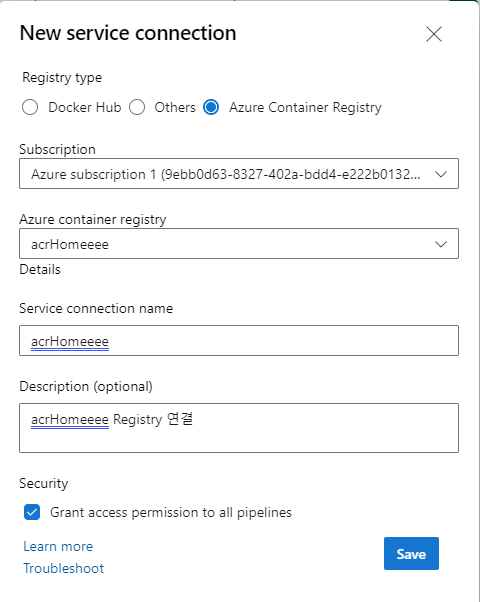 New service connection
Registry type
Docker Hub Others Azure Container Registry
Subscription
Azure subscription 1 (9ebb0d63-8327-402a-bdd4-e222b0132...
Azure container registry
acrHomeeee
Details
Service connection name
acrHomeeee
Description (optional)
acrHomeeee Registry 연결
Security
Grant access permission to all pipelines
Learn more
Save
Troubleshoot